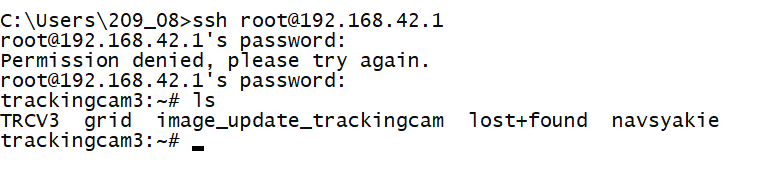 C:\Users\209_08>ssh root@192.168.42.1
root@192.168.42.1's password:
Permission denied, please try again.
root@192.168.42.1's password:
trackingcam3:~# ls
TRCV3  grid  image_update_trackingcam  lost+found  navsyakie
trackingcam3:~# _